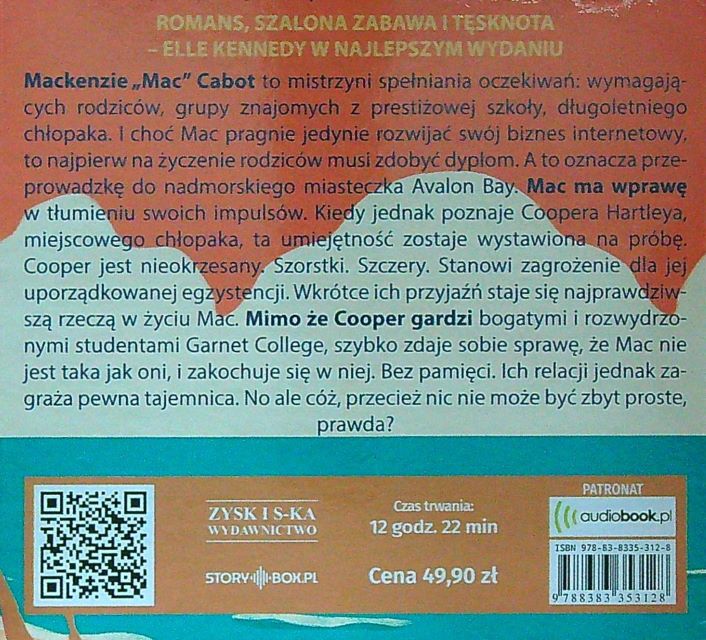 ROMANS, SZALONA ZABAWA I TĘSKNOTA
– ELLE KENNEDY W NAJLEPSZYM WYDANIU
Mackenzie „Mac” Cabot to mistrzyni spełniania oczekiwań: wymagają-
cych rodziców, grupy znajomych z prestiżowej szkoły, długoletniego
chłopaka. I choć Mac pragnie jedynie rozwijać swój biznes internetowy,
to najpierw na życzenie rodziców musi zdobyć dyplom. A to oznacza prze-
prowadzkę do nadmorskiego miasteczka Avalon Bay. Mac ma wprawę
w tłumieniu swoich impulsów. Kiedy jednak poznaje Coopera Hartleya,
miejscowego chłopaka, ta umiejętność zostaje wystawiona na próbę.
Cooper jest nieokrzesany. Szorstki. Szczery. Stanowi zagrożenie dla jej
uporządkowanej egzystencji. Wkrótce ich przyjaźń staje się najprawdziw-
szą rzeczą w życiu Mac. Mimo że Cooper gardzi bogatymi i rozwydrzo-
nymi studentami Garnet College, szybko zdaje sobie sprawę, że Mac nie
jest taka jak oni, i zakochuje się w niej. Bez pamięci. Ich relacji jednak za-
graża pewna tajemnica. No ale cóż, przecież nic nie może być zbyt proste,
prawda?
ZYSK I S-KA
WYDAWNICTWO
STORYBOX.PL
Czas trwania:
12 godz. 22 min
Cena 49,90 zł
PATRONAT
audiobook.pl
ISBN 978-83-8335-312-8
9 788383 353128